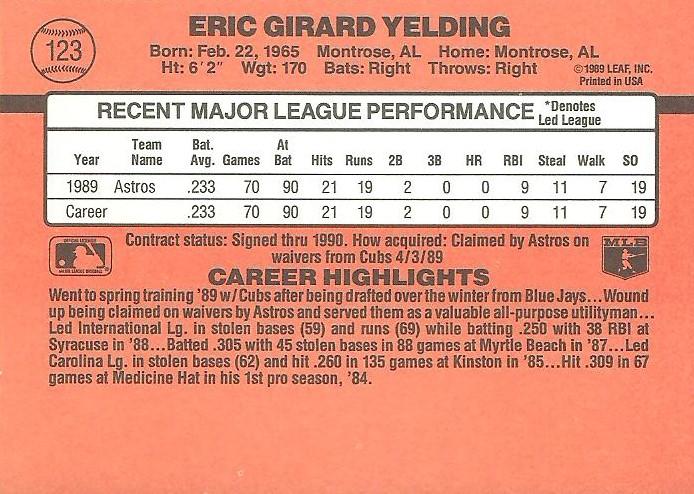 ERIC GIRARD YELDING
123
Born: Feb. 22, 1965 Montrose, AL Home: Montrose, AL
Ht: 6'2" Wgt: 170 Bats: Right Throws: Right
©1989 LEAF, INC.
Printed in USA
RECENT MAJOR LEAGUE PERFORMANCE *Denotes Led League
Year Team Name Bat. Avg. Games At Bat Hits Runs 2B 3B HR RBI Steal Walk SO
1989 Astros .233 70 90 21 19 2 0 0 9 11 7 19
Career .233 70 90 21 19 2 0 0 9 11 7 19
Contract status: Signed thru 1990. How acquired: Claimed by Astros on
waivers from Cubs 4/3/89
MLB
CAREER HIGHLIGHTS
Went to spring training '89 w/Cubs after being drafted over the winter from Blue Jays...Wound
up being claimed on waivers by Astros and served them as a valuable all-purpose utilityman...
Led International Lg. in stolen bases (59) and runs (69) while batting .250 with 38 RBI at
Syracuse in '88...Batted .305 with 45 stolen bases in 88 games at Myrtle Beach in '87...Led
Carolina Lg. in stolen bases (62) and hit .260 in 135 games at Kinston in '85...Hit .309 in 67
games at Medicine Hat in his 1st pro season, '84.